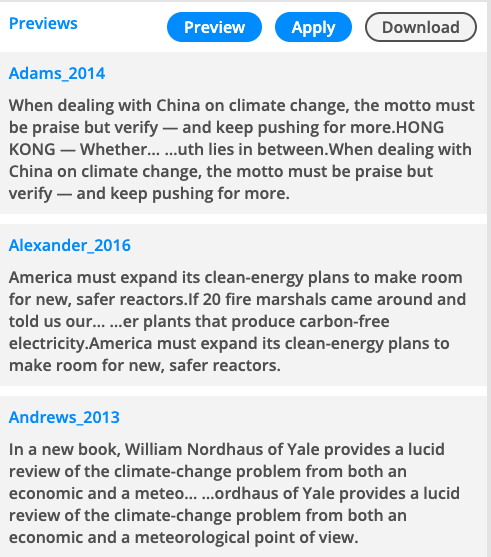 Previews
Preview
Apply
Download
Adams_2014
When dealing with China on climate change, the motto must
be praise but verify — and keep pushing for more.HONG
KONG — Whether... ...uth lies in between.When dealing with
China on climate change, the motto must be praise but
verify — and keep pushing for more.
Alexander_2016
America must expand its clean-energy plans to make room
for new, safer reactors.If 20 fire marshals came around and
told us our... ...er plants that produce carbon-free
electricity.America must expand its clean-energy plans to
make room for new, safer reactors.
Andrews_2013
In a new book, William Nordhaus of Yale provides a lucid
review of the climate-change problem from both an
economic and a meteo... ...ordhaus of Yale provides a lucid
review of the climate-change problem from both an
economic and a meteorological point of view.